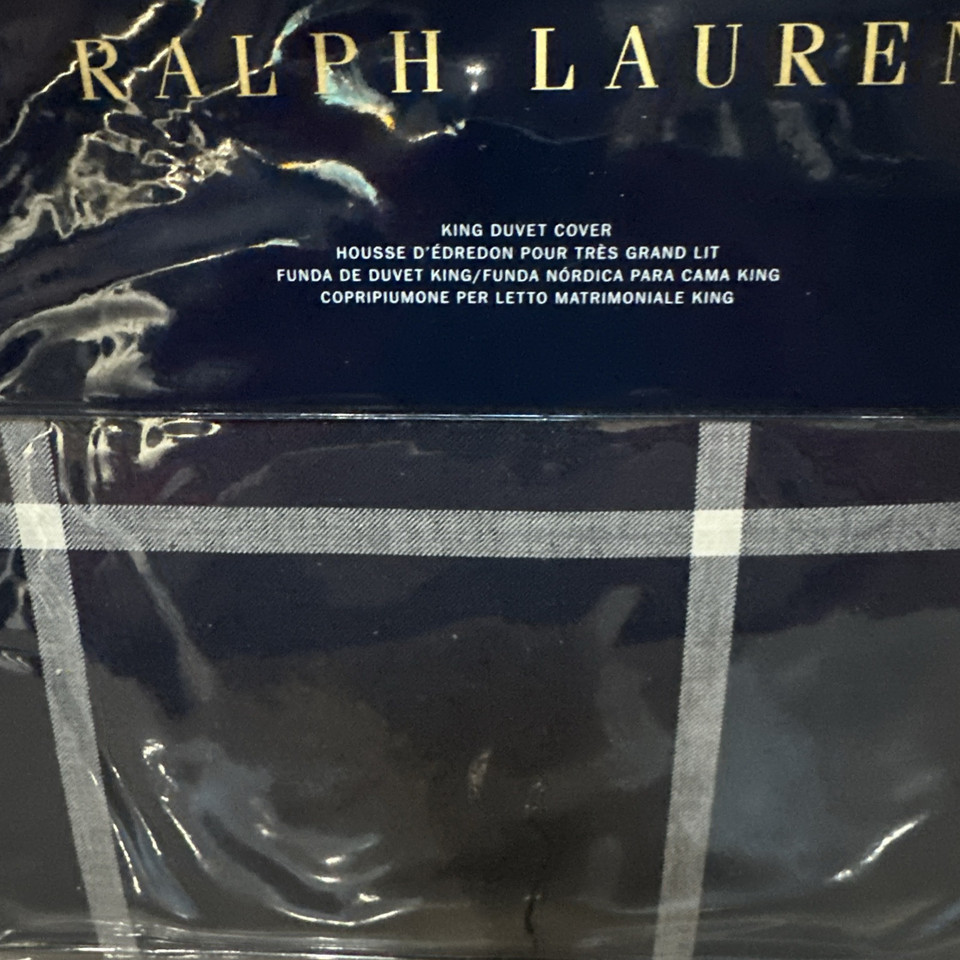 RALPH LAUREN
KING DUVET COVER
HOUSSE D'ÉDREDON POUR TRÈS GRAND LIT
FUNDA DE DUVET KING/FUNDA NÓRDICA PARA CAMA KING
COPRIPIUMONE PER LETTO MATRIMONIALE KING